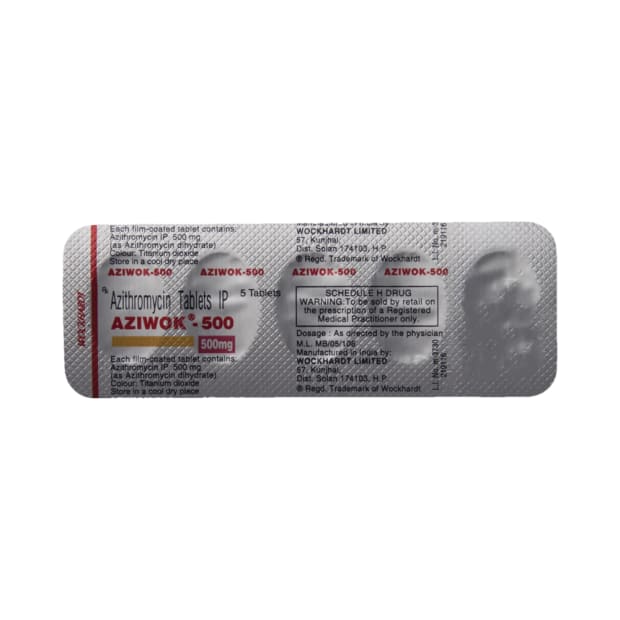 WOCKHARDT
Each film-coated tablet contains:
Azithromycin IP 500 mg
(as Azithromycin dihydrate)
Colour: Titanium dioxide
Store in a cool dry place
WOCKHARDT LIMITED
57, Kunjhal,
Dist. Solan 174103, H.P.
® Regd. Trademark of Wockhardt
219116
AZIWOK-500 AZIWOK-500 AZIWOK-500 AZIWOK-500
Rx Azithromycin Tablets IP 5 Tablets
AZIWOK® - 500
500mg
Each film-coated tablet contains:
Azithromycin IP 500 mg
(as Azithromycin dihydrate)
Colour: Titanium dioxide
Store in a cool dry place
SCHEDULE H DRUG
WARNING:To be sold by retail on
the prescription of a Registered
Medical Practitioner only.
Dosage : As directed by the physician
M.L. MB/05/106
Manufactured in India by:
WOCKHARDT LIMITED
57, Kunjhal,
Dist. Solan 174103, H.P.
® Regd. Trademark of Wockhardt
219116